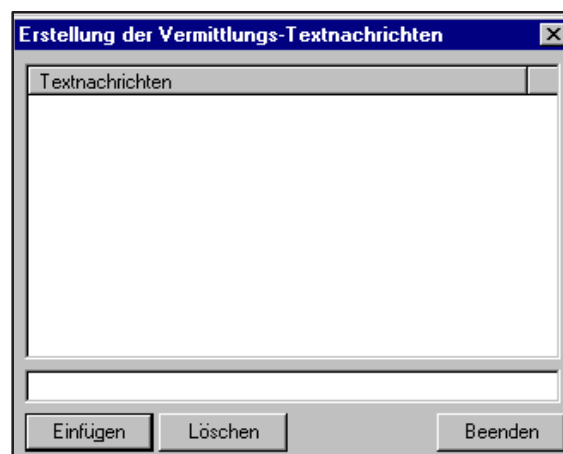 Erstellung der Vermittlungs-Textnachrichten
Textnachrichten
Einfügen Löschen Beenden